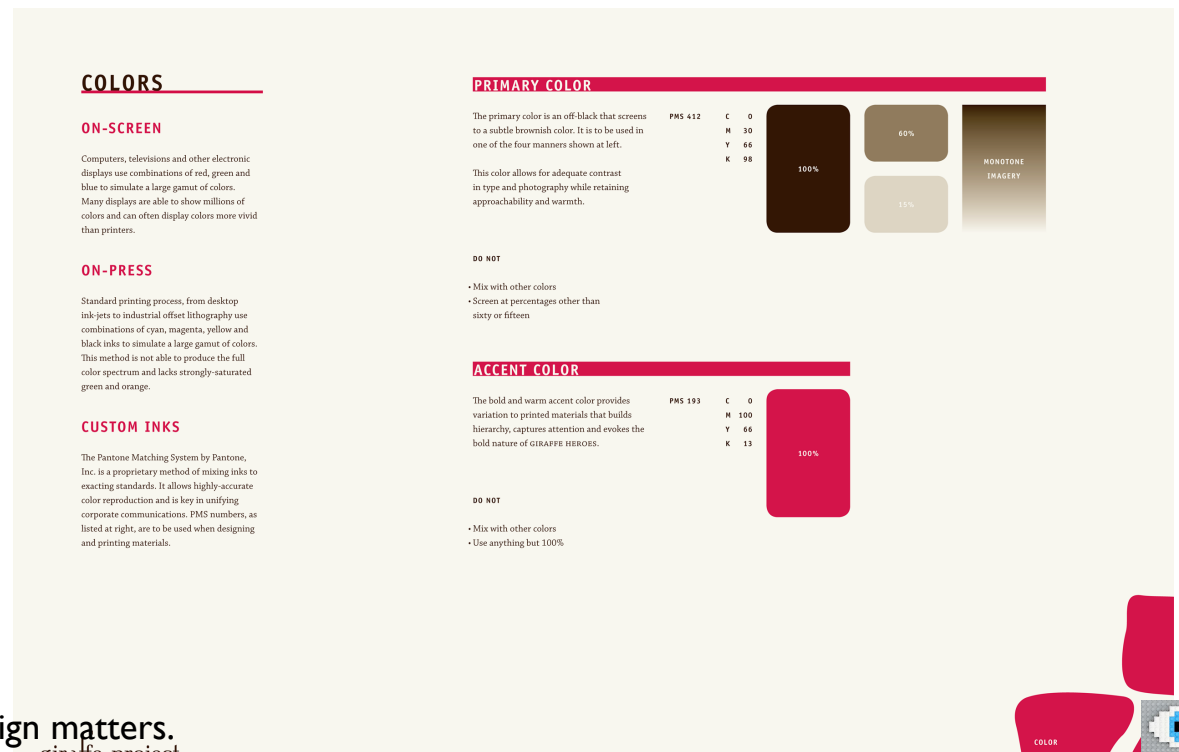 COLORS
ON-SCREEN
Computers, televisions and other electronic
displays use combinations of red, green and
blue to simulate a large gamut of colors.
Many displays are able to show millions of
colors and can often display colors more vivid
than printers.
ON-PRESS
Standard printing process, from desktop
ink-jets to industrial offset lithography use
combinations of cyan, magenta, yellow and
black inks to simulate a large gamut of colors.
This method is not able to produce the full
color spectrum and lacks strongly-saturated
green and orange.
CUSTOM INKS
The Pantone Matching System by Pantone,
Inc. is a proprietary method of mixing inks to
exacting standards. It allows highly-accurate
color reproduction and is key in unifying
corporate communications. PMS numbers, as
listed at right, are to be used when designing
and printing materials.
PRIMARY COLOR
The primary color is an off-black that screens
to a subtle brownish color. It is to be used in
one of the four manners shown at left.
This color allows for adequate contrast
in type and photography while retaining
approachability and warmth.
PMS 412
C 0
M 30
Y 66
K 98
100%
60%
15%
MONOTONE
IMAGERY
DO NOT
• Mix with other colors
• Screen at percentages other than
sixty or fifteen
ACCENT COLOR
The bold and warm accent color provides
variation to printed materials that builds
hierarchy, captures attention and evokes the
bold nature of GIRAFFE HEROES.
PMS 193
C 0
M 100
Y 66
K 13
100%
DO NOT
• Mix with other colors
• Use anything but 100%
ign matters.
giraffe project
COLOR